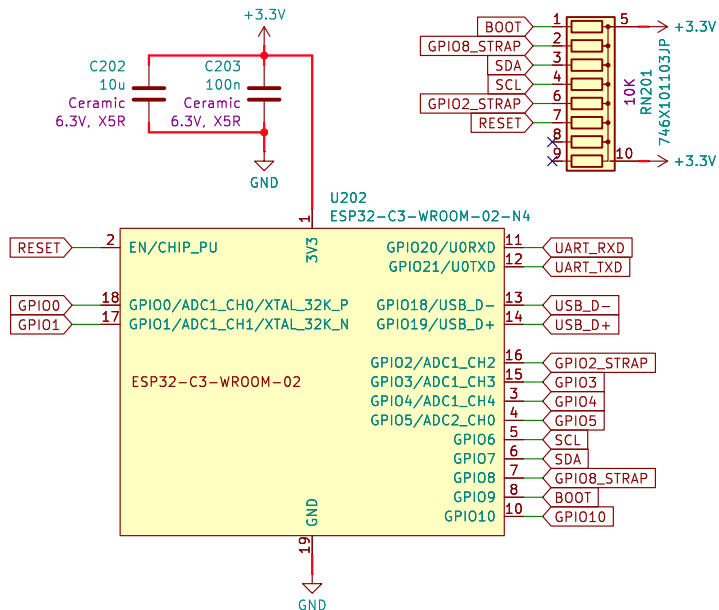 +3.3V
C202
10u
Ceramic
6.3V, X5R
C203
100n
Ceramic
6.3V, X5R
GND
BOOT 1
GPIO8_STRAP 2
SDA 3
SCL 4
GPIO2_STRAP 6
RESET 7
8
9
5 +3.3V
10 +3.3V
10K
RN201
746X101103JP
U202
ESP32-C3-WROOM-02-N4
1
3V3
RESET 2 EN/CHIP_PU
GPIO0 18 GPIO0/ADC1_CH0/XTAL_32K_P
GPIO1 17 GPIO1/ADC1_CH1/XTAL_32K_N
ESP32-C3-WROOM-02
GPIO20/U0RXD 11 UART_RXD
GPIO21/U0TXD 12 UART_TXD
GPIO18/USB_D- 13 USB_D-
GPIO19/USB_D+ 14 USB_D+
GPIO2/ADC1_CH2 16 GPIO2_STRAP
GPIO3/ADC1_CH3 15 GPIO3
GPIO4/ADC1_CH4 3 GPIO4
GPIO5/ADC2_CH0 4 GPIO5
GPIO6 5 SCL
GPIO7 6 SDA
GPIO8 7 GPIO8_STRAP
GPIO9 8 BOOT
GPIO10 10 GPIO10
GND
19
GND